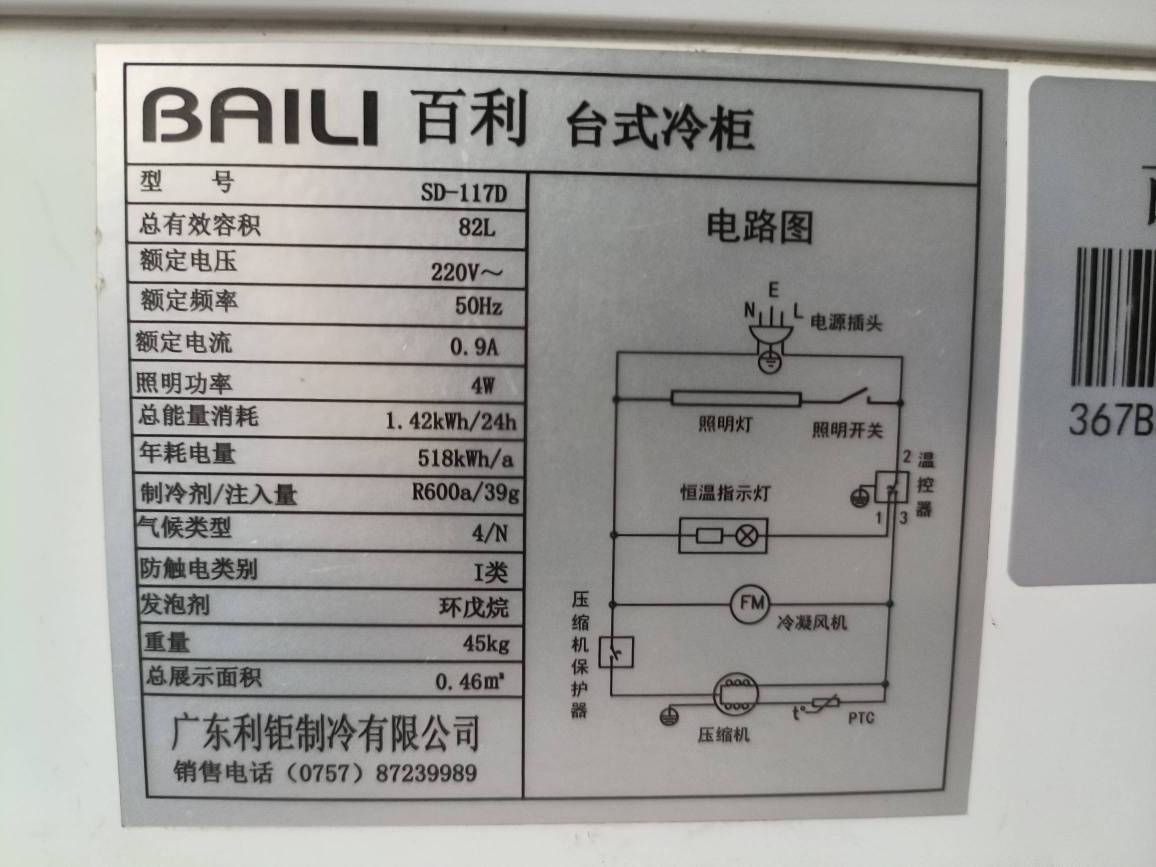 BAILI 百利 台式冷柜
型 号 SD-117D
总有效容积 82L
额定电压 220V～
额定频率 50Hz
额定电流 0.9A
照明功率 4W
总能量消耗 1.42kWh/24h
年耗电量 518kWh/a
制冷剂/注入量 R600a/39g
气候类型 4/N
防触电类别 I类
发泡剂 环戊烷
重量 45kg
总展示面积 0.46m²
广东利钜制冷有限公司
销售电话（0757）87239989
电路图
E
N L 电源插头
照明灯 照明开关
2 温控器
1 3
恒温指示灯
FM
冷凝风机
压缩机保护器
压缩机
t° PTC
367B